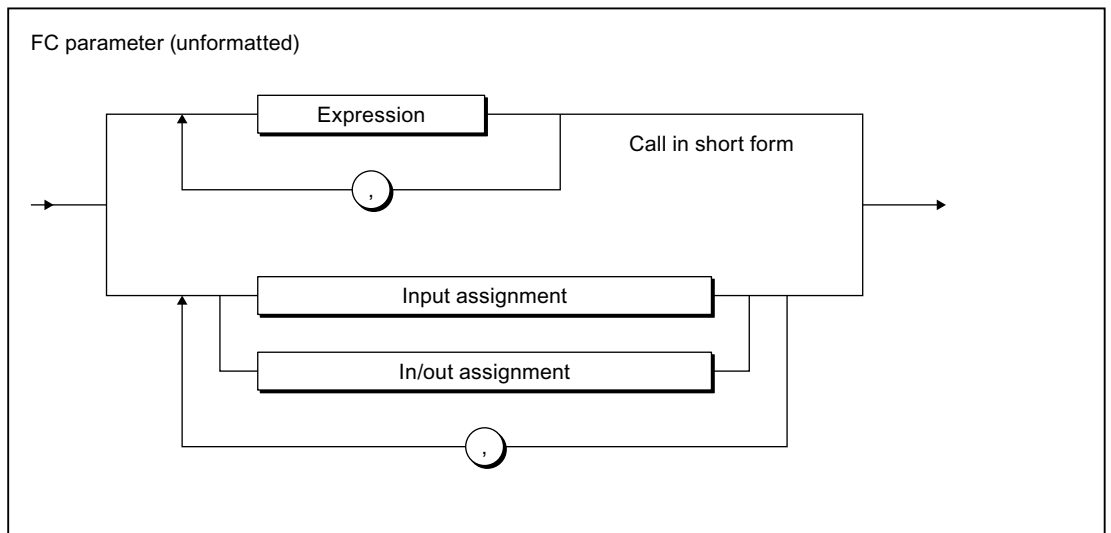 FC parameter (unformatted)
Expression
Call in short form
,
Input assignment
In/out assignment
,